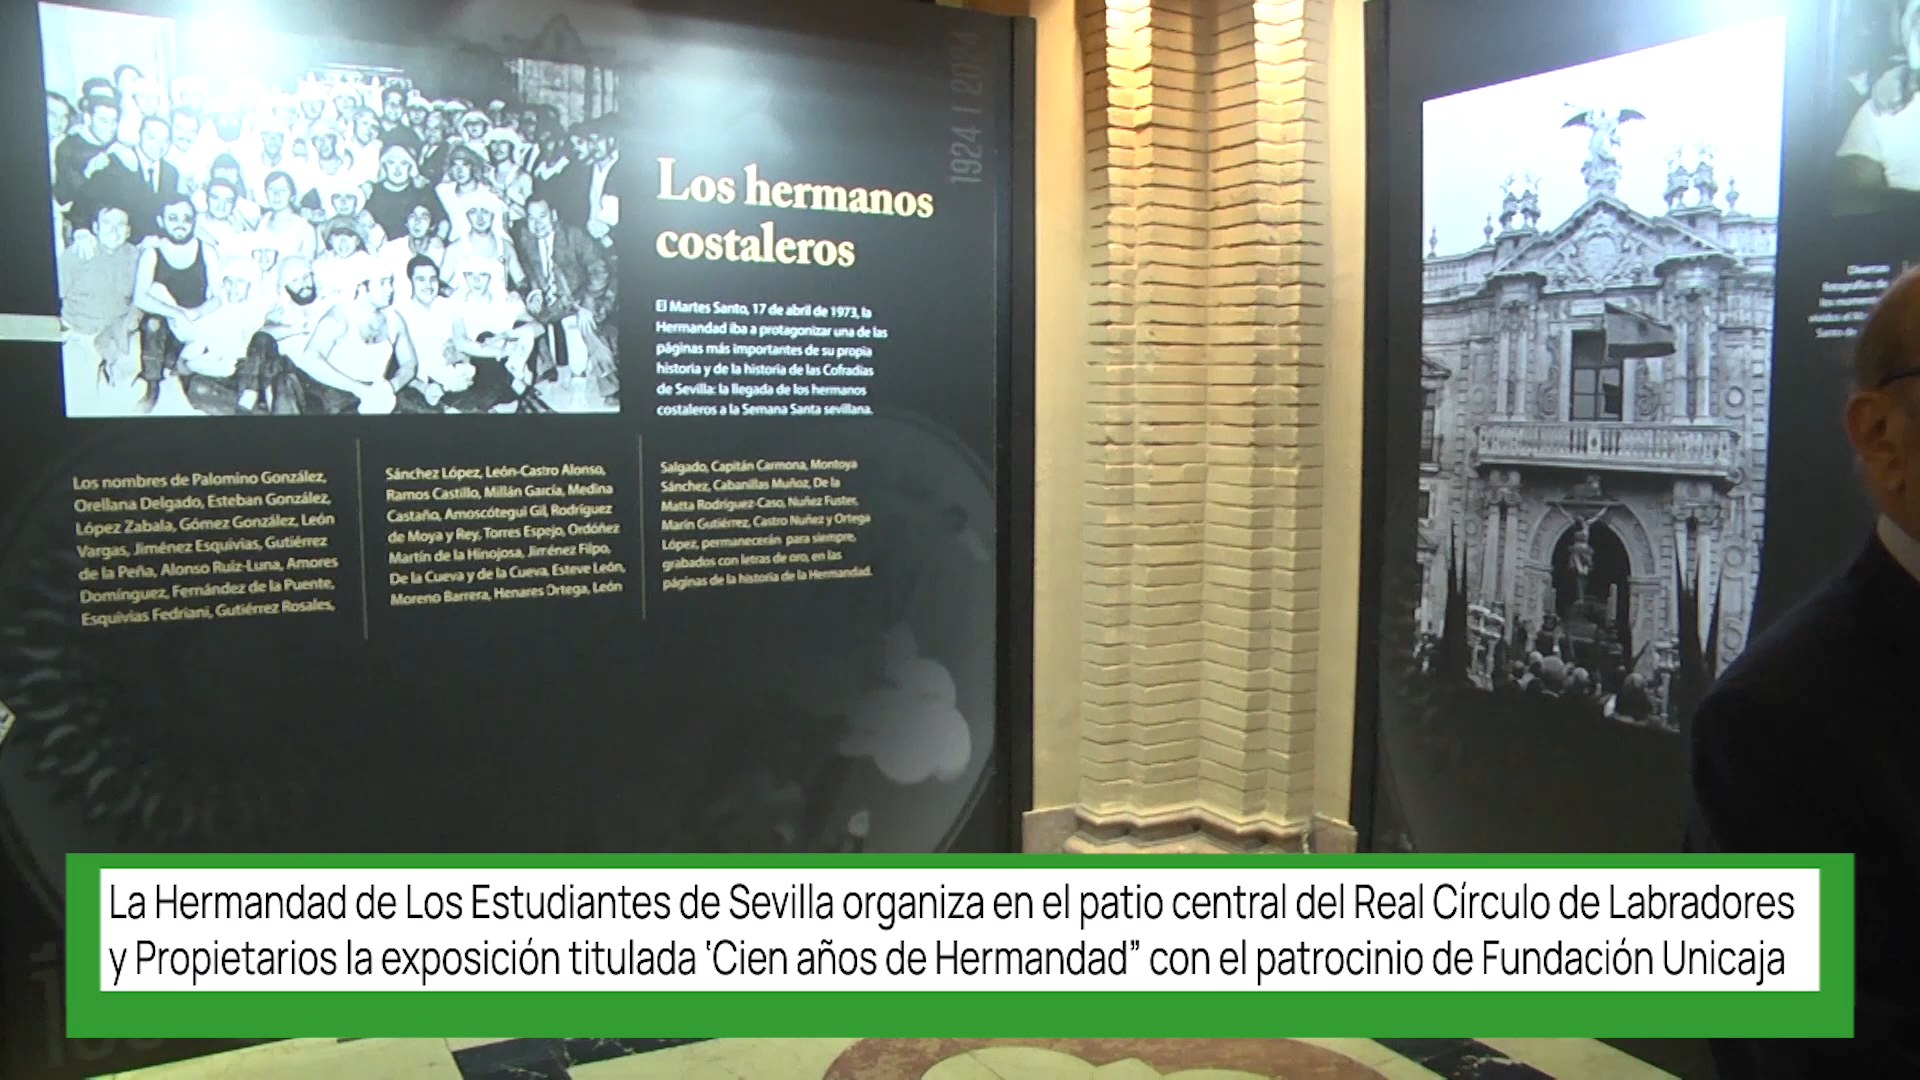 1924 | 2024
Los hermanos
costaleros
El Martes Santo, 17 de abril de 1973, la
Hermandad iba a protagonizar una de las
páginas más importantes de su propia
historia y de la historia de las Cofradías
de Sevilla: la llegada de los hermanos
costaleros a la Semana Santa sevillana.
Los nombres de Palomino González,
Orellana Delgado, Esteban González,
López Zabala, Gómez González, León
Vargas, Jiménez Esquivias, Gutiérrez
de la Peña, Alonso Ruiz-Luna, Amores
Domínguez, Fernández de la Puente,
Esquivias Fedriani, Gutiérrez Rosales,
Sánchez López, León-Castro Alonso,
Ramos Castillo, Millán García, Medina
Castaño, Amoscótegui Gil, Rodríguez
de Moya y Rey, Torres Espejo, Ordóñez
Martín de la Hinojosa, Jiménez Filpo,
De la Cueva y de la Cueva, Esteve León,
Moreno Barrera, Henares Ortega, León
Salgado, Capitán Carmona, Montoya
Sánchez, Cabanillas Muñoz, De la
Matta Rodríguez-Caso, Nuñez Fuster,
Marín Gutiérrez, Castro Nuñez y Ortega
López, permanecerán para siempre,
grabados con letras de oro, en las
páginas de la historia de la Hermandad.
Diversas
fotografías de
los momentos
Santo de
La Hermandad de Los Estudiantes de Sevilla organiza en el patio central del Real Círculo de Labradores
y Propietarios la exposición titulada ‘Cien años de Hermandad” con el patrocinio de Fundación Unicaja